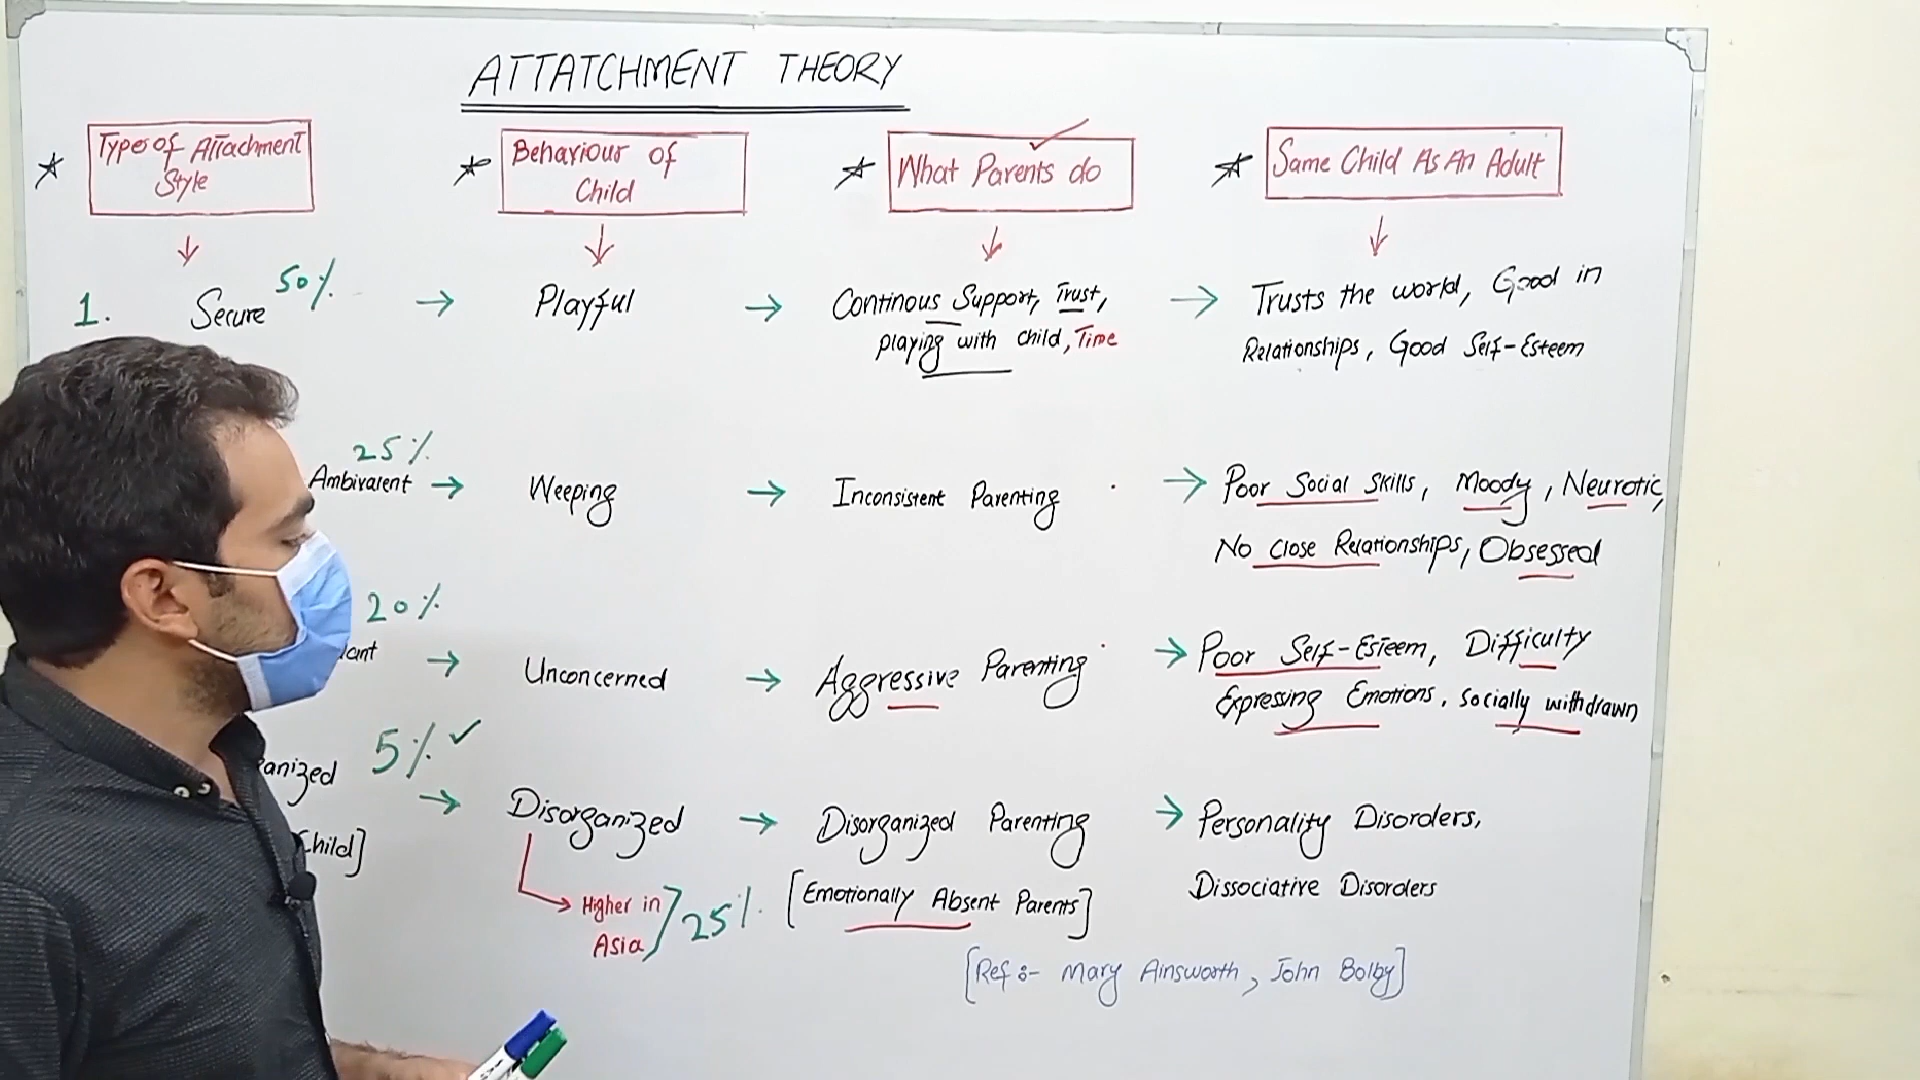 ATTATCHMENT THEORY
Types of Attachment
Style
Behaviour of
Child
What Parents do
Same Child As An Adult
1. Secure 50% → Playful → Continous Support, Trust, → Trusts the world, Good in
playing with child, Time
Relationships, Good Self-Esteem
25%
Ambivalent → Weeping → Inconsistent Parenting → Poor Social Skills, Moody, Neurotic,
No Close Relationships, Obsessed
20%
→ Unconcerned → Aggressive Parenting → Poor Self-Esteem, Difficulty
Expressing Emotions, Socially withdrawn
5%
anized → Disorganized → Disorganized Parenting → Personality Disorders,
Child]
Higher in
Asia
25%
[Emotionally Absent Parents]
Dissociative Disorders
[Ref :- Mary Ainsworth, John Bolby]